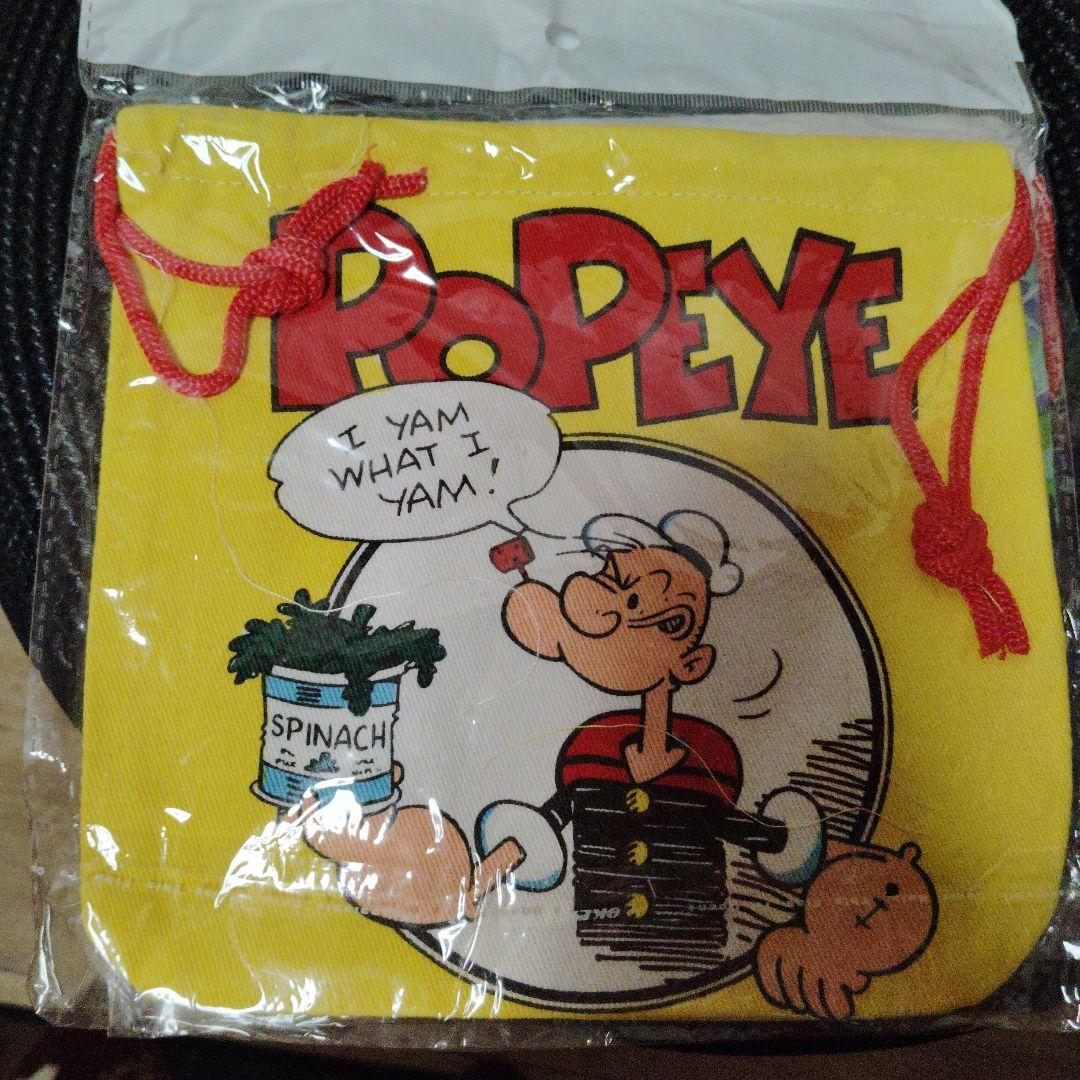 POPEYE
I YAM
WHAT I
YAM!
SPINACH